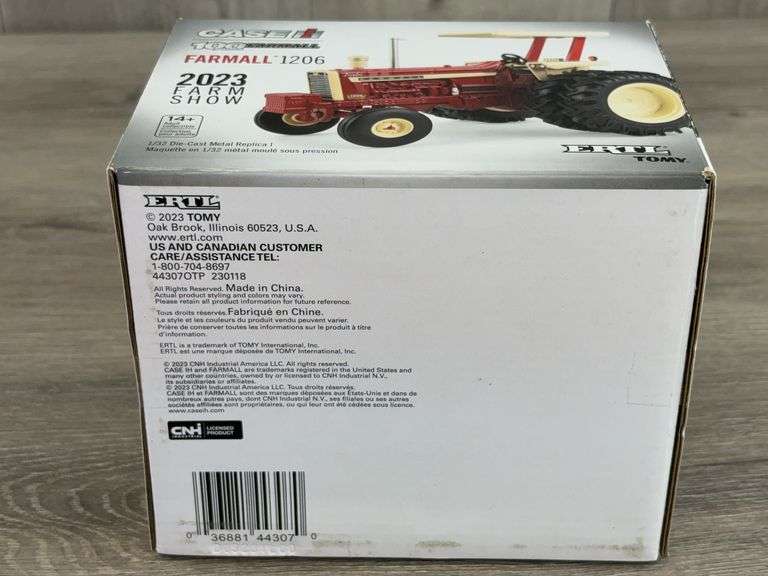 CASE IH
100 FARMALL
FARMALL 1206
2023
FARM
SHOW
14+
1/32 Die-Cast Metal Replica
Maquette en 1/32 métal moulé sous pression
ERTL
TOMY
ERTL
© 2023 TOMY
Oak Brook, Illinois 60523, U.S.A.
www.ertl.com
US AND CANADIAN CUSTOMER
CARE/ASSISTANCE TEL:
1-800-704-8697
44307OTP 230118
All Rights Reserved. Made in China.
Actual product styling and colors may vary.
Please retain all product information for future reference.
Tous droits réservés. Fabriqué en Chine.
Le style et les couleurs du produit vendu peuvent varier.
Prière de conserver toutes les informations sur le produit à titre
d'information.
ERTL is a trademark of TOMY International, Inc.
ERTL est une marque déposée de TOMY International, Inc.
© 2023 CNH Industrial America LLC. All rights reserved.
CASE IH and FARMALL are trademarks registered in the United States and
many other countries, owned by or licensed to CNH Industrial N.V.,
its subsidiaries or affiliates.
© 2023 CNH Industrial America LLC. Tous droits réservés.
CASE IH et FARMALL sont des marques déposées aux États-Unis et dans de
nombreux autres pays, dont CNH Industrial N.V., ses filiales ou ses autres
sociétés affiliées sont propriétaires, ou qui leur ont été cédées sous licence.
www.caseih.com
CNH
INDUSTRIAL
LICENSED
PRODUCT
0 36881 44307 0